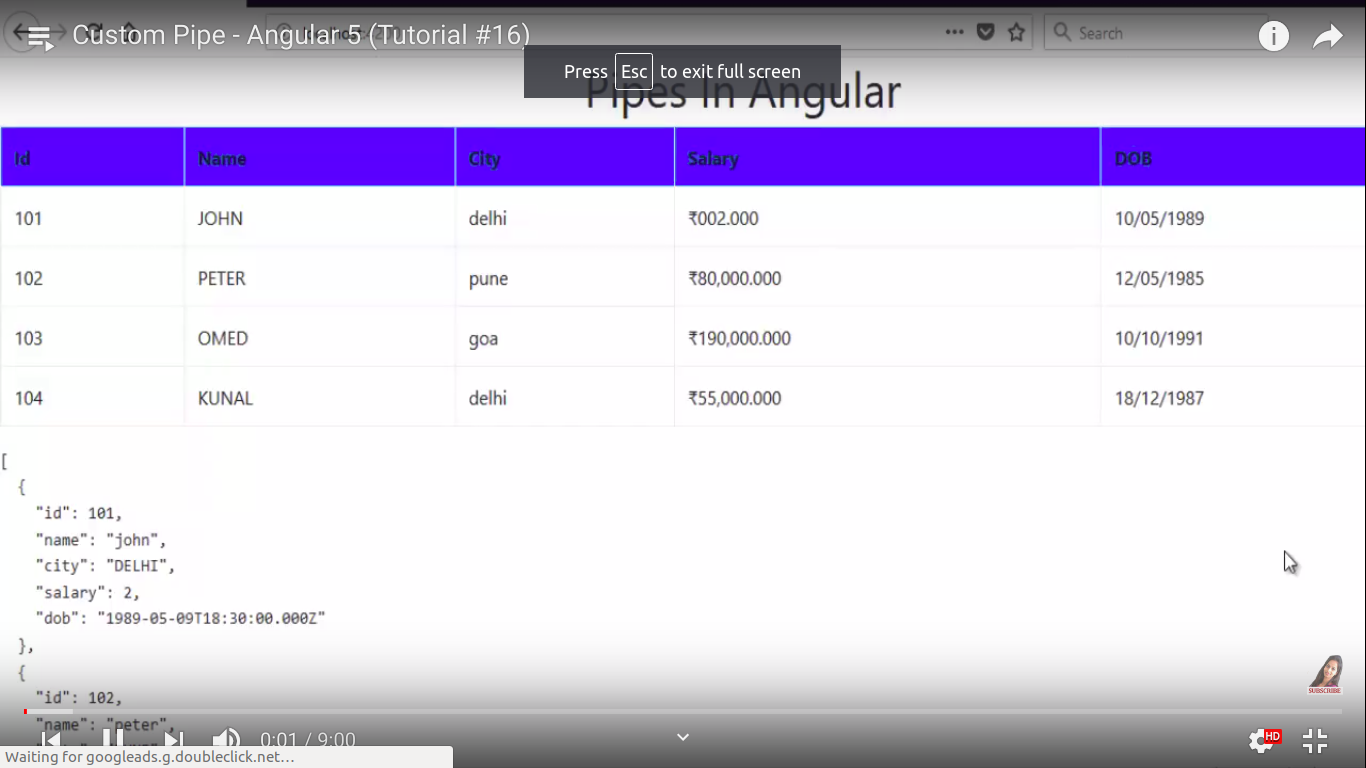 Custom Pipe - Angular 5 (Tutorial #16)
Search
Press Esc to exit full screen
Pipes In Angular
Id Name City Salary DOB
101 JOHN delhi ₹002.000 10/05/1989
102 PETER pune ₹80,000.000 12/05/1985
103 OMED goa ₹190,000.000 10/10/1991
104 KUNAL delhi ₹55,000.000 18/12/1987
[
{
"id": 101,
"name": "john",
"city": "DELHI",
"salary": 2,
"dob": "1989-05-09T18:30:00.000Z"
},
{
"id": 102,
"name": "peter",
SUBSCRIBE
0:01 / 9:00
HD
Waiting for googleads.g.doubleclick.net…